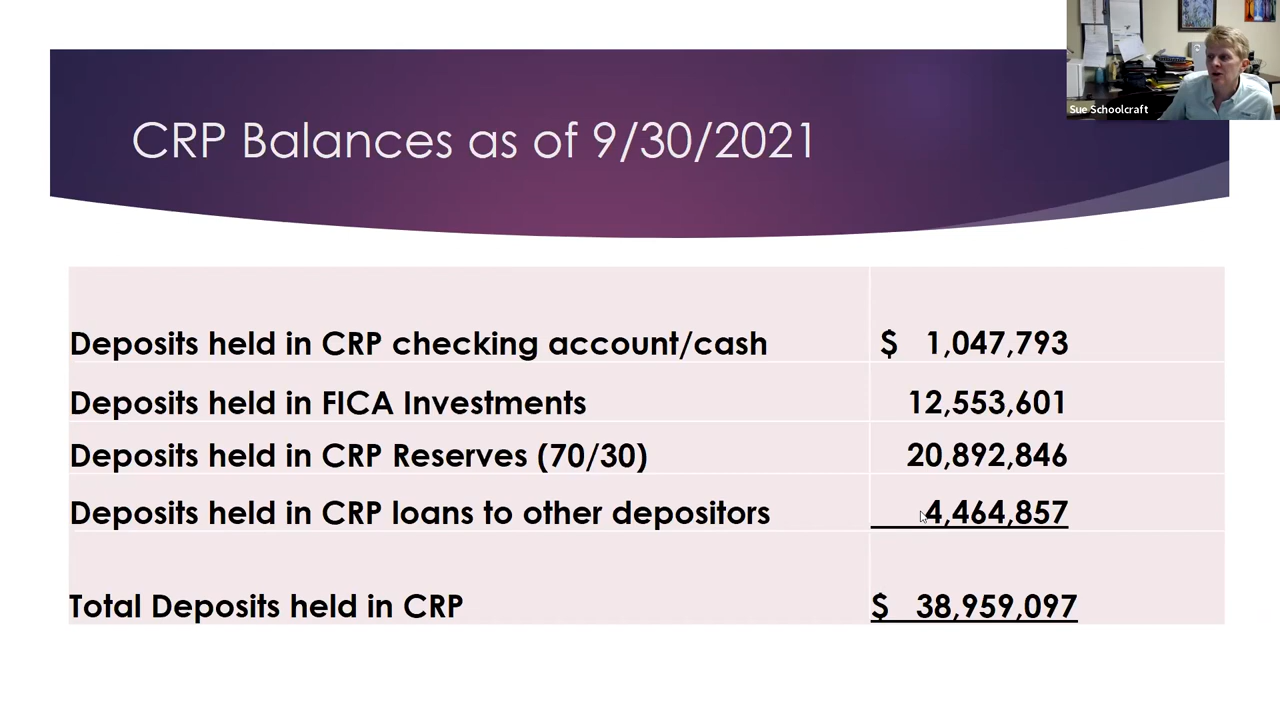 Sue Schoolcraft
CRP Balances as of 9/30/2021
Deposits held in CRP checking account/cash $ 1,047,793
Deposits held in FICA Investments 12,553,601
Deposits held in CRP Reserves (70/30) 20,892,846
Deposits held in CRP loans to other depositors 4,464,857
Total Deposits held in CRP $ 38,959,097